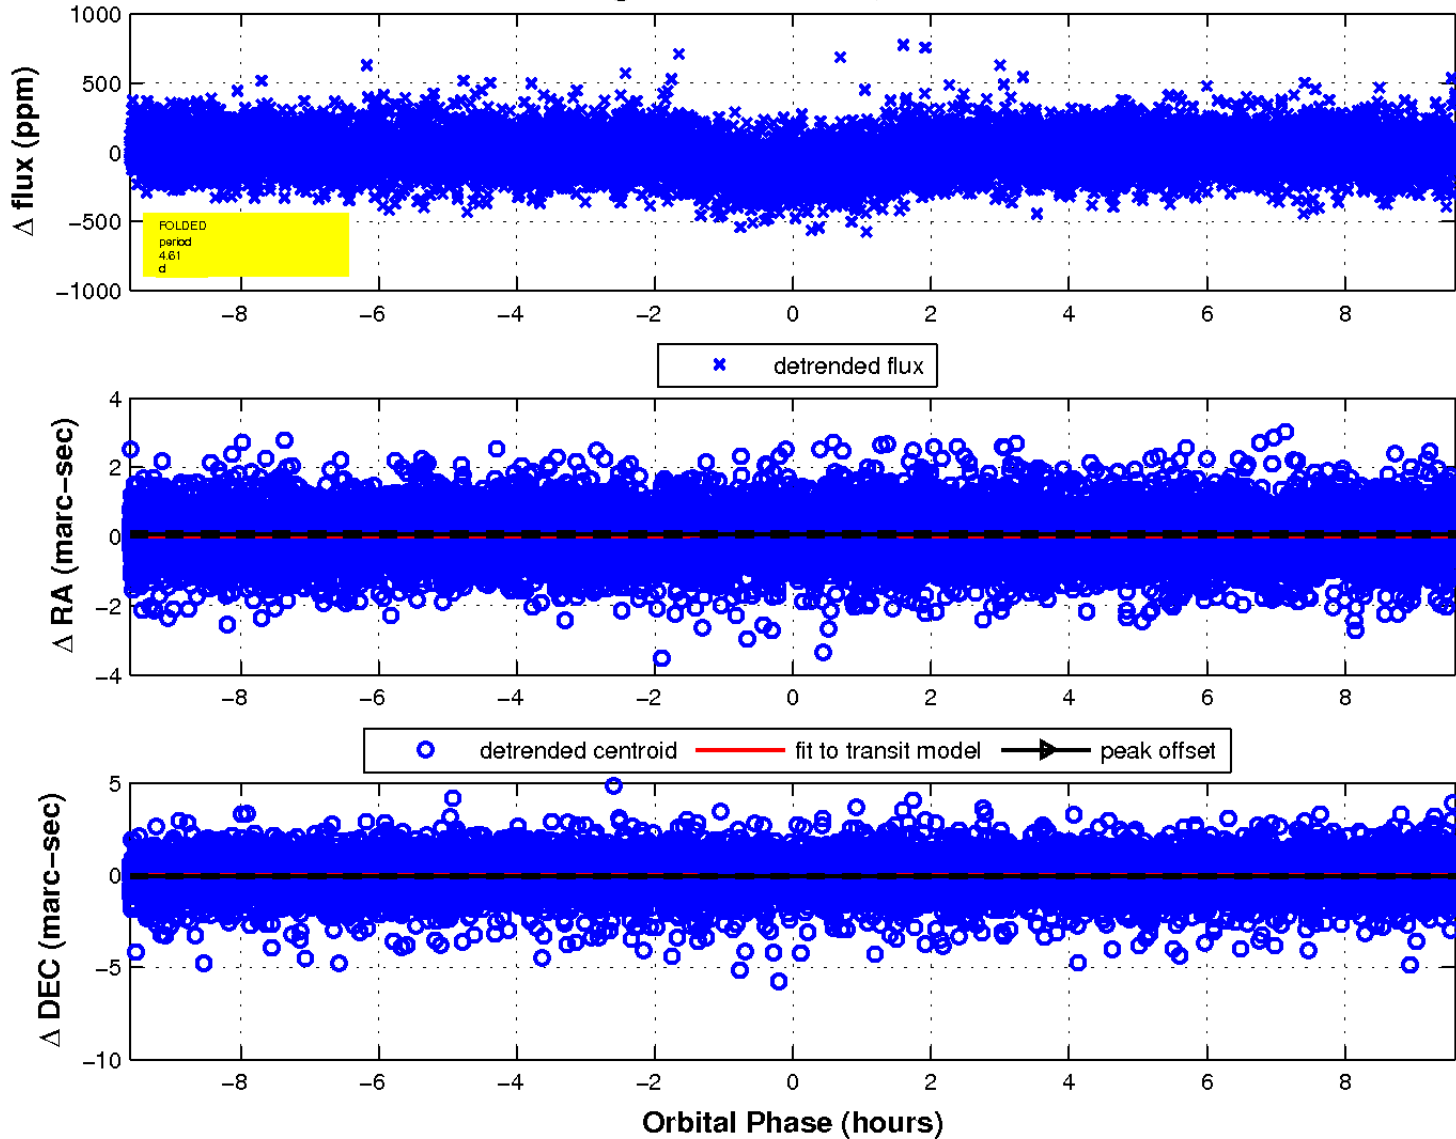 1000
500
0
−500
−1000
Δ flux (ppm)
FOLDED
period
4.61
d
−8 −6 −4 −2 0 2 4 6 8
detrended flux
4
2
0
−2
−4
Δ RA (marc−sec)
−8 −6 −4 −2 0 2 4 6 8
detrended centroid fit to transit model peak offset
5
0
−5
−10
Δ DEC (marc−sec)
−8 −6 −4 −2 0 2 4 6 8
Orbital Phase (hours)